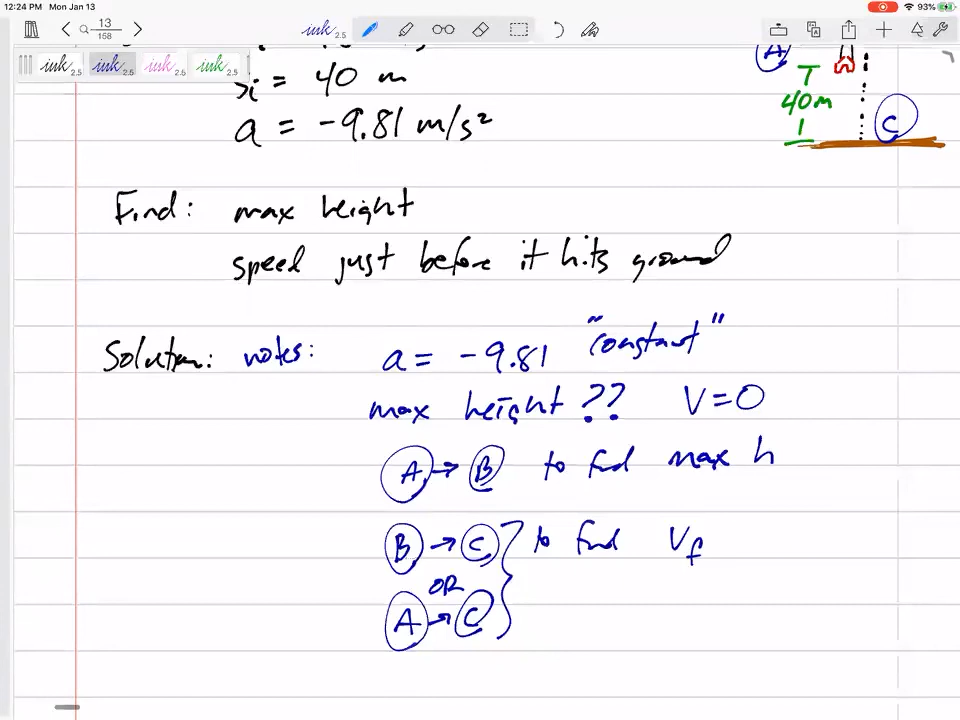 12:24 PM Mon Jan 13
93%
13
158
ink 2.5 ink 2.5 ink 2.5 ink 2.5
ink 2.5
A
T
40m
C
= 40 m
a = -9.81 m/s²
Find: max height
speed just before it hits ground
Solution: notes: a = -9.81 "constant"
max height ?? V = 0
A → B to find max h
B → C } to find Vf
OR
A → C